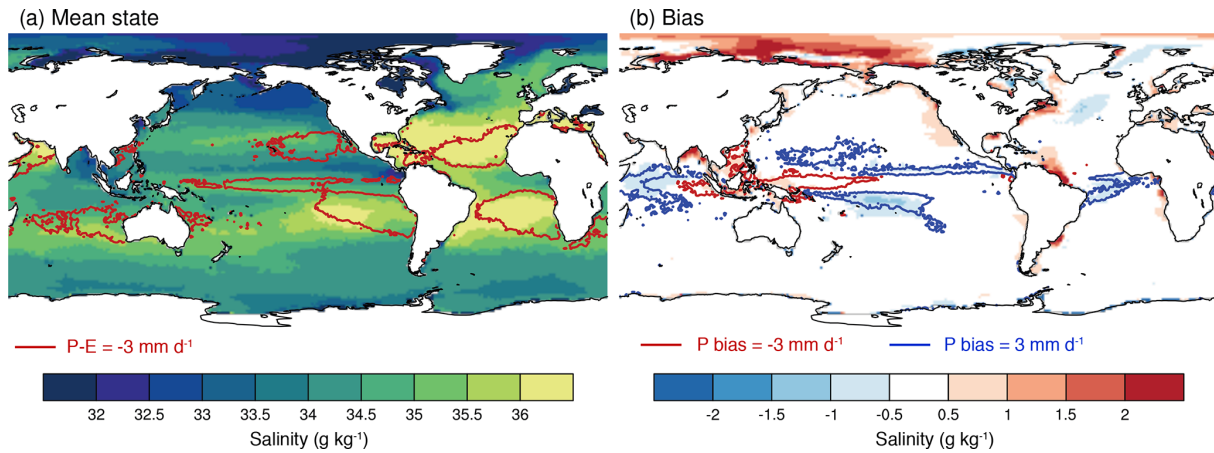 (a) Mean state
(b) Bias
P-E = -3 mm d⁻¹
P bias = -3 mm d⁻¹
P bias = 3 mm d⁻¹
32 32.5 33 33.5 34 34.5 35 35.5 36
-2 -1.5 -1 -0.5 0.5 1 1.5 2
Salinity (g kg⁻¹)
Salinity (g kg⁻¹)